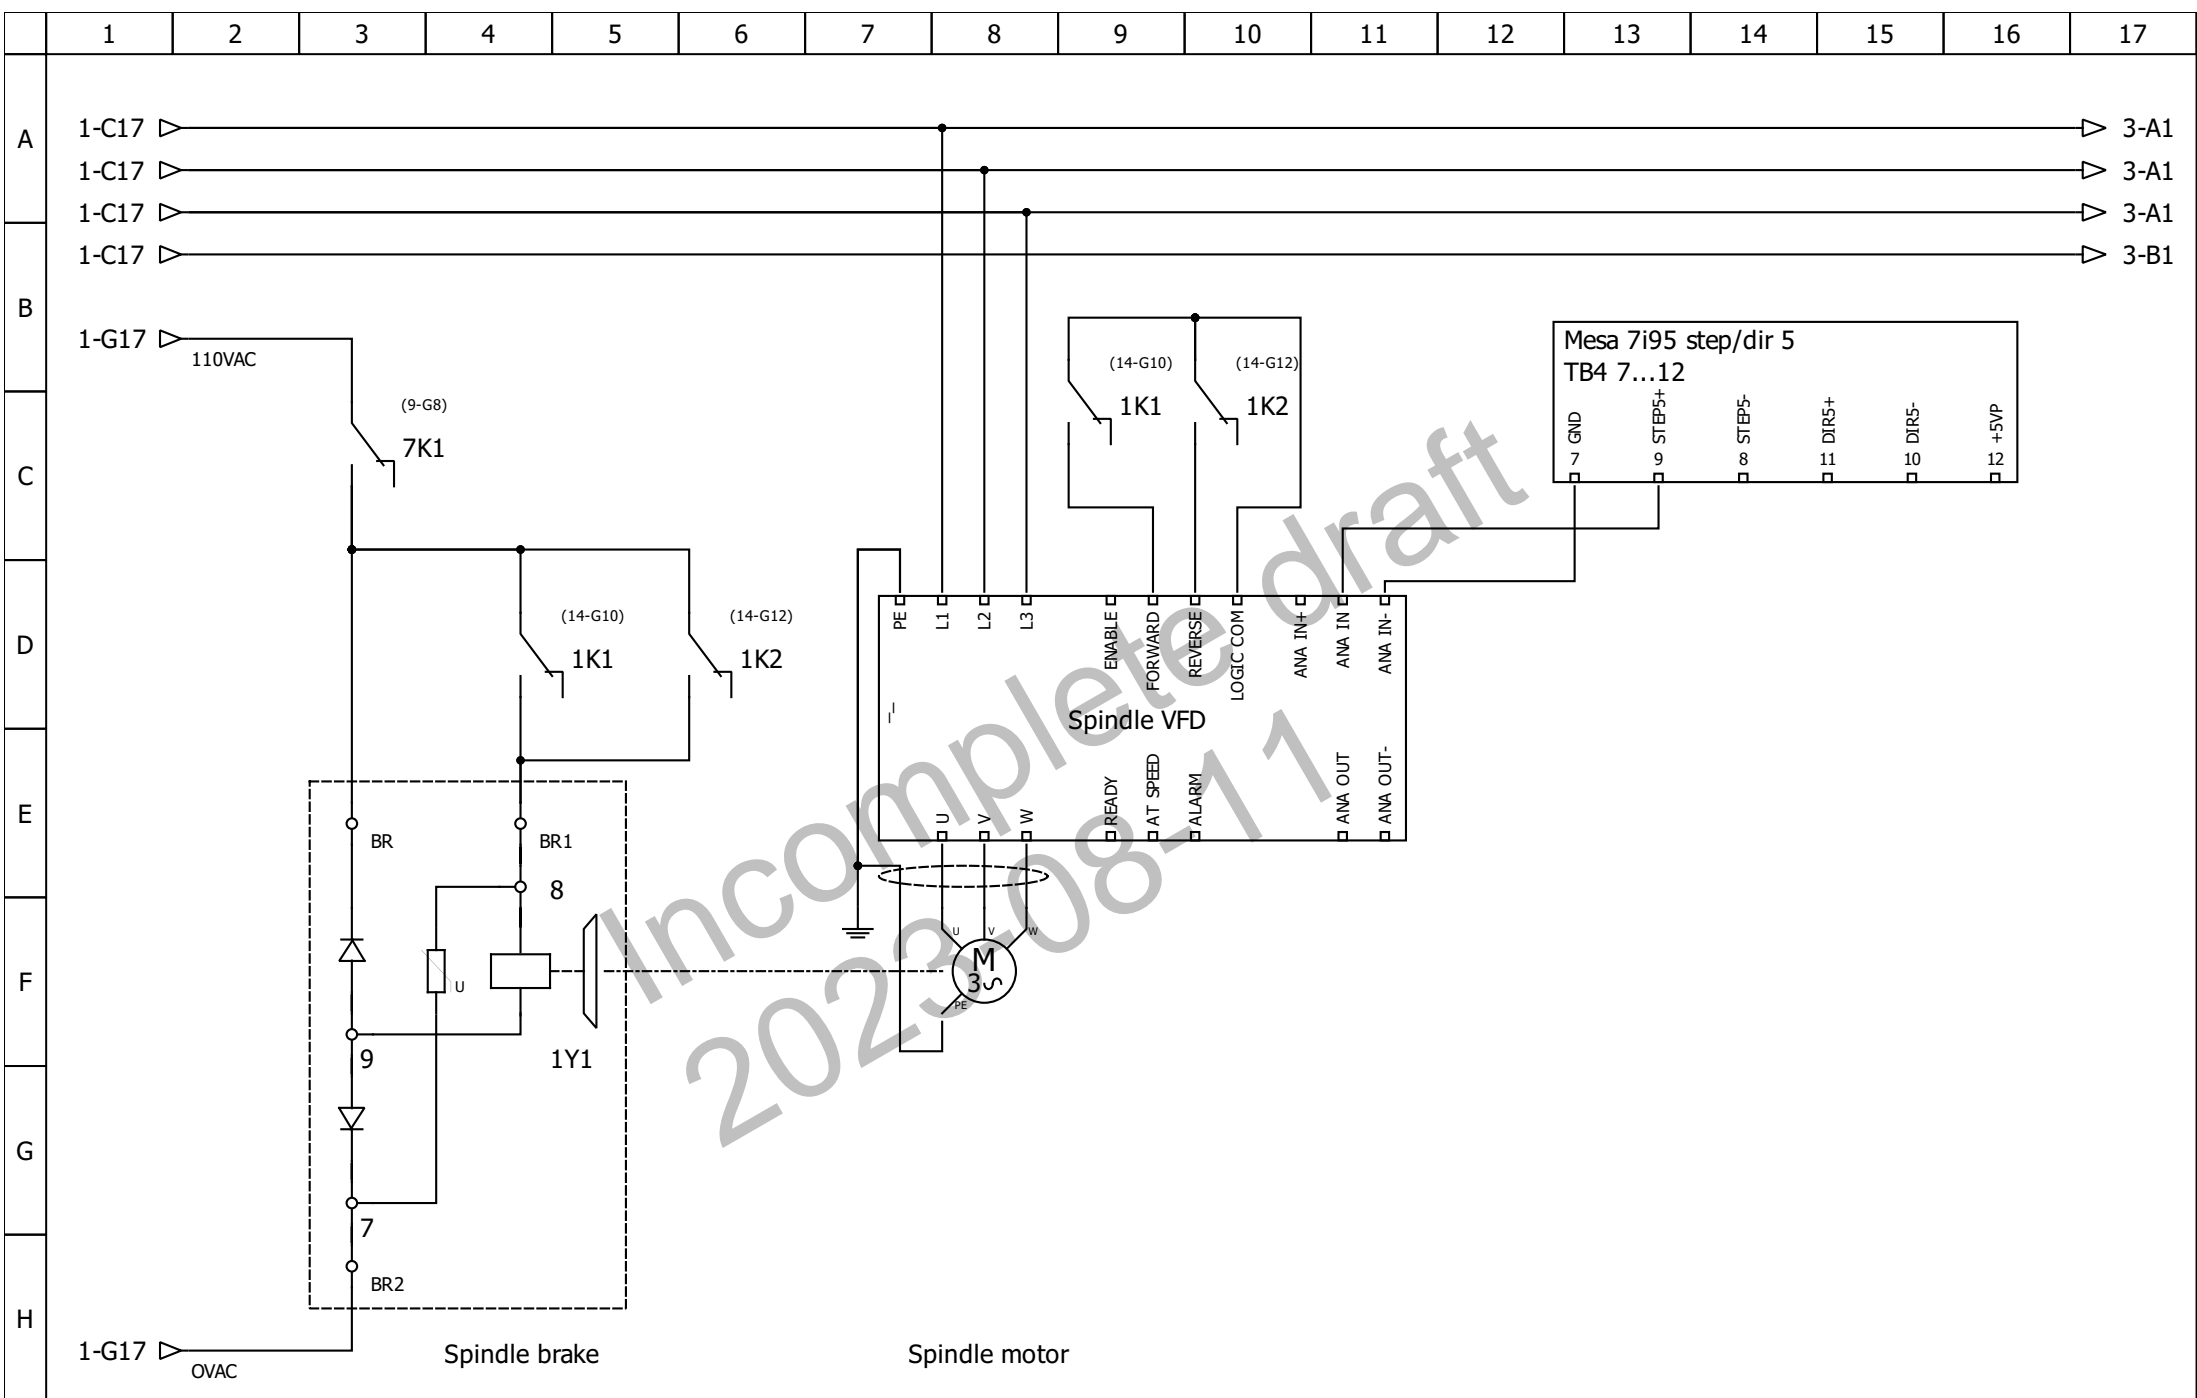 1 2 3 4 5 6 7 8 9 10 11 12 13 14 15 16 17
A
1-C17 3-A1
1-C17 3-A1
1-C17 3-A1
1-C17 3-B1
B
1-G17
110VAC
(14-G10) (14-G12)
1K1 1K2
Mesa 7i95 step/dir 5
TB4 7...12
GND STEP5+ STEP5- DIR5+ DIR5- +5VP
7 9 8 11 10 12
C
(9-G8)
7K1
D
(14-G10) (14-G12)
1K1 1K2
PE L1 L2 L3 ENABLE FORWARD REVERSE LOGIC COM ANA IN+ ANA IN ANA IN-
Spindle VFD
U V W READY AT SPEED ALARM ANA OUT ANA OUT-
E
BR BR1
8
F
U
U V W
M
3
PE
9 1Y1
G
7
BR2
H
1-G17
OVAC
Spindle brake Spindle motor
Incomplete draft
2023-08-11